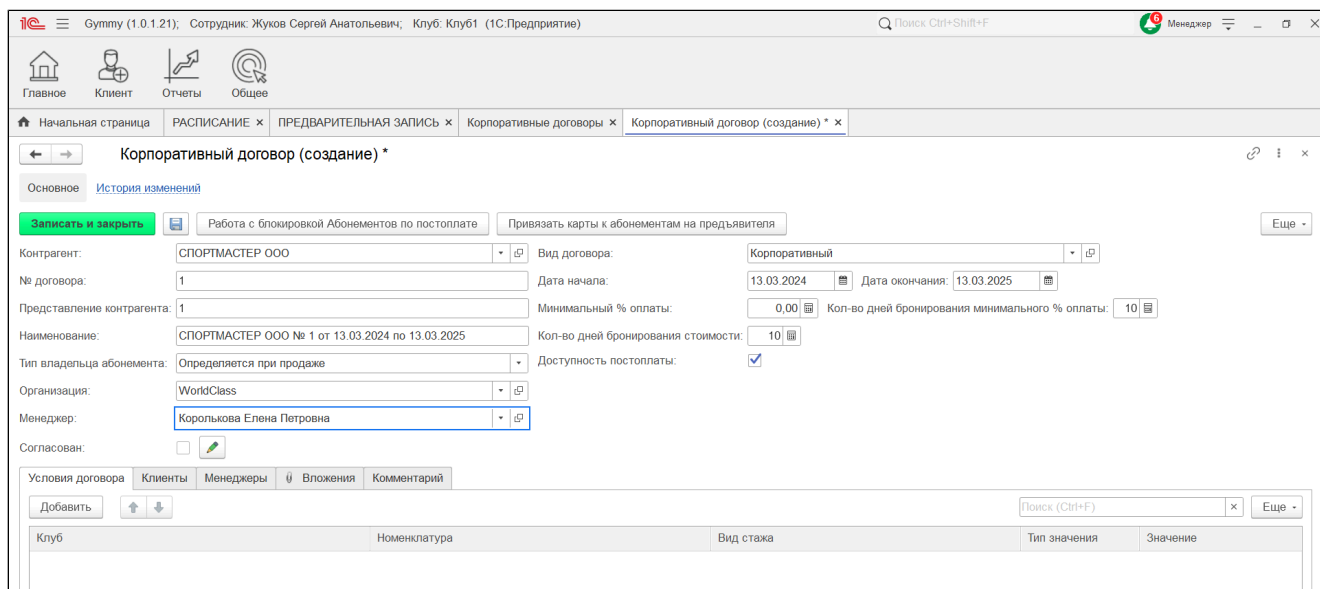 1С Gymmy (1.0.1.21); Сотрудник: Жуков Сергей Анатольевич; Клуб: Клуб1 (1С:Предприятие) Поиск Ctrl+Shift+F 6 Менеджер
Главное Клиент Отчеты Общее
Начальная страница РАСПИСАНИЕ × ПРЕДВАРИТЕЛЬНАЯ ЗАПИСЬ × Корпоративные договоры × Корпоративный договор (создание) * ×
Корпоративный договор (создание) *
Основное История изменений
Записать и закрыть Работа с блокировкой Абонементов по постоплате Привязать карты к абонементам на предъявителя Еще
Контрагент: СПОРТМАСТЕР ООО Вид договора: Корпоративный
№ договора: 1 Дата начала: 13.03.2024 Дата окончания: 13.03.2025
Представление контрагента: 1 Минимальный % оплаты: 0,00 Кол-во дней бронирования минимального % оплаты: 10
Наименование: СПОРТМАСТЕР ООО № 1 от 13.03.2024 по 13.03.2025 Кол-во дней бронирования стоимости: 10
Тип владельца абонемента: Определяется при продаже Доступность постоплаты:
Организация: WorldClass
Менеджер: Королькова Елена Петровна
Согласован:
Условия договора Клиенты Менеджеры Вложения Комментарий
Добавить Поиск (Ctrl+F) × Еще
Клуб Номенклатура Вид стажа Тип значения Значение